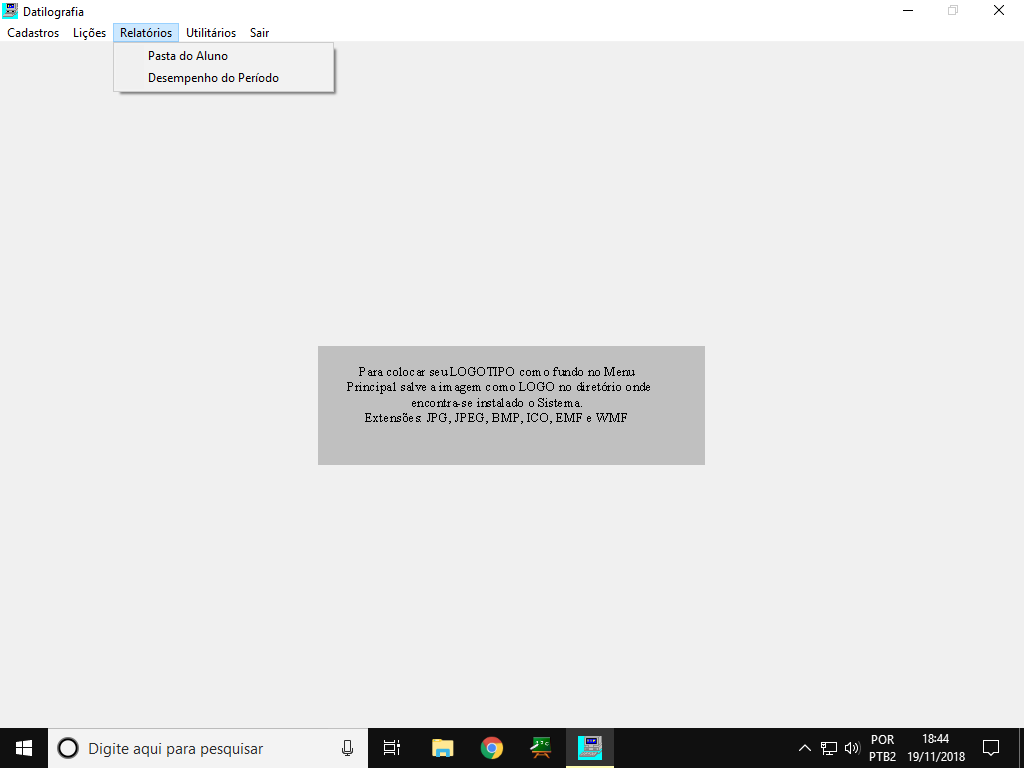 Datilografia
Cadastros Lições Relatórios Utilitários Sair
Pasta do Aluno
Desempenho do Período
Para colocar seu LOGOTIPO como fundo no Menu
Principal salve a imagem como LOGO no diretório onde
encontra-se instalado o Sistema.
Extensões: JPG, JPEG, BMP, ICO, EMF e WMF
Digite aqui para pesquisar
POR
PTB2
18:44
19/11/2018